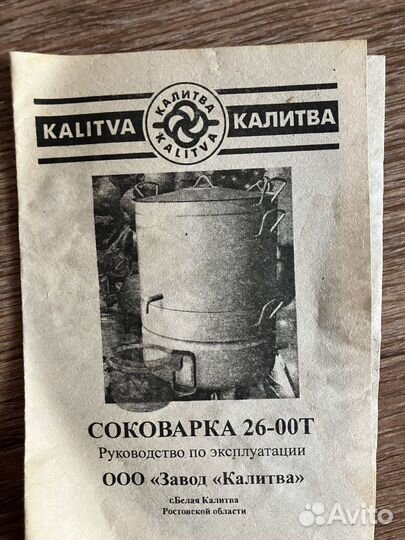 KALITVA КАЛИТВА KALITVA КАЛИТВА
СОКОВАРКА 26-00Т
Руководство по эксплуатации
ООО «Завод «Калитва»
г.Белая Калитва
Ростовской области
Avito